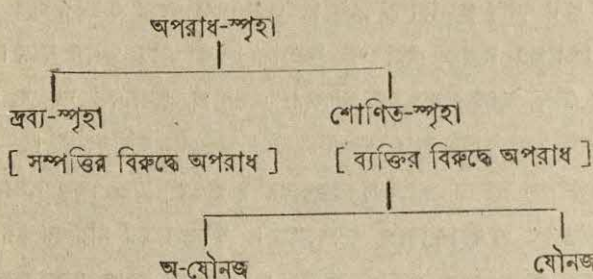 অপরাধ-স্পৃহা
দ্রব্য-স্পৃহা শোণিত-স্পৃহা
[ সম্পত্তির বিরুদ্ধে অপরাধ ] [ ব্যক্তির বিরুদ্ধে অপরাধ ]
অ-যৌনজ যৌনজ